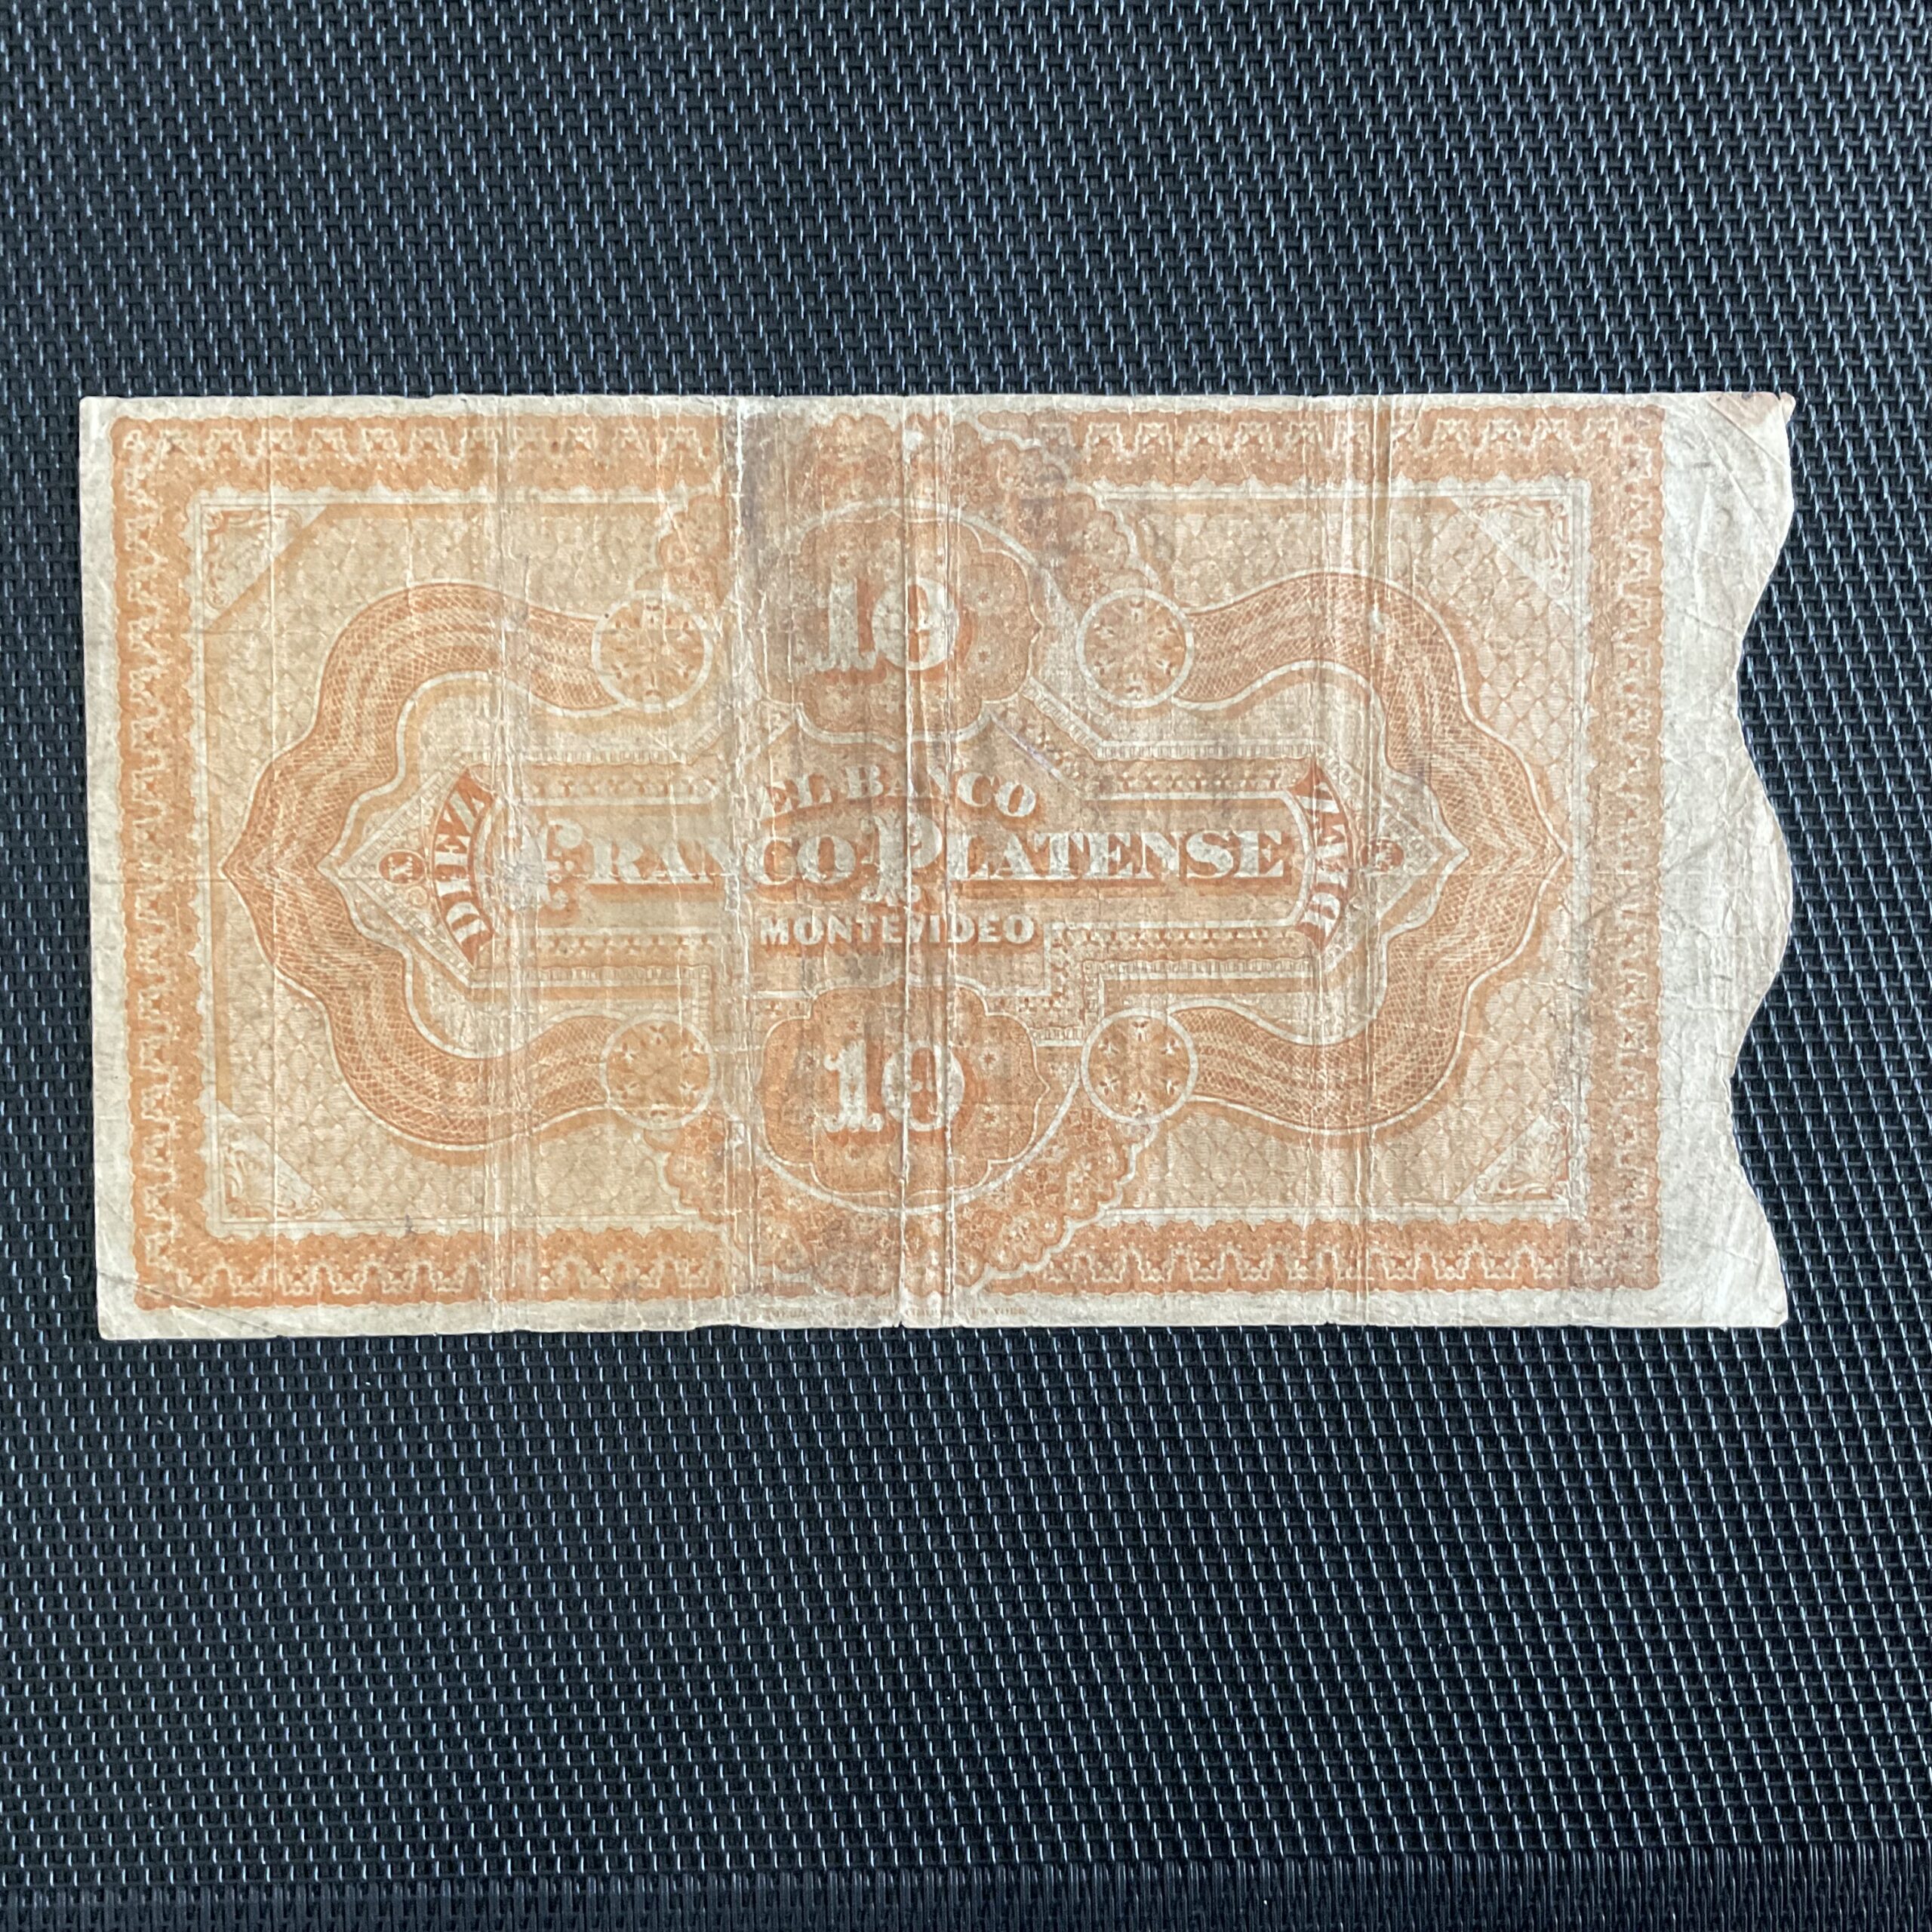 10
EL BANCO
DIEZ
FRANCO PLATENSE
DIEZ
MONTEVIDEO
10